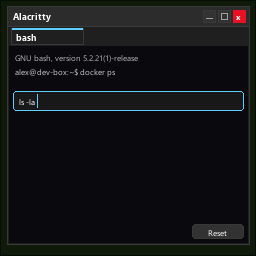 Alacritty
bash
GNU bash, version 5.2.21(1)-release
alex@dev-box:~$ docker ps
ls -la
Reset